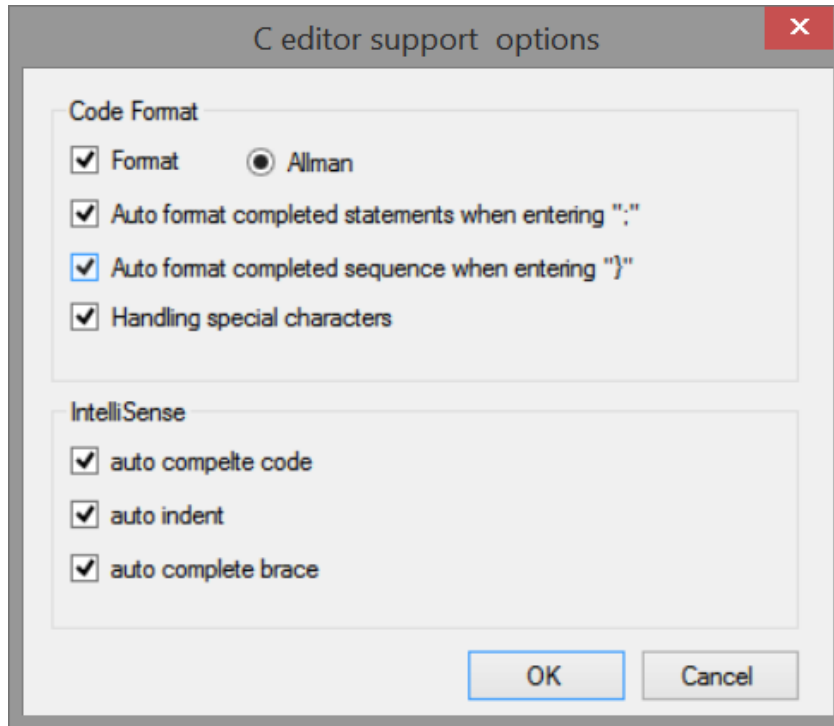 C editor support  options
Code Format
Format Allman
Auto format completed statements when entering ";"
Auto format completed sequence when entering "}"
Handling special characters
IntelliSense
auto compelte code
auto indent
auto complete brace
OK Cancel